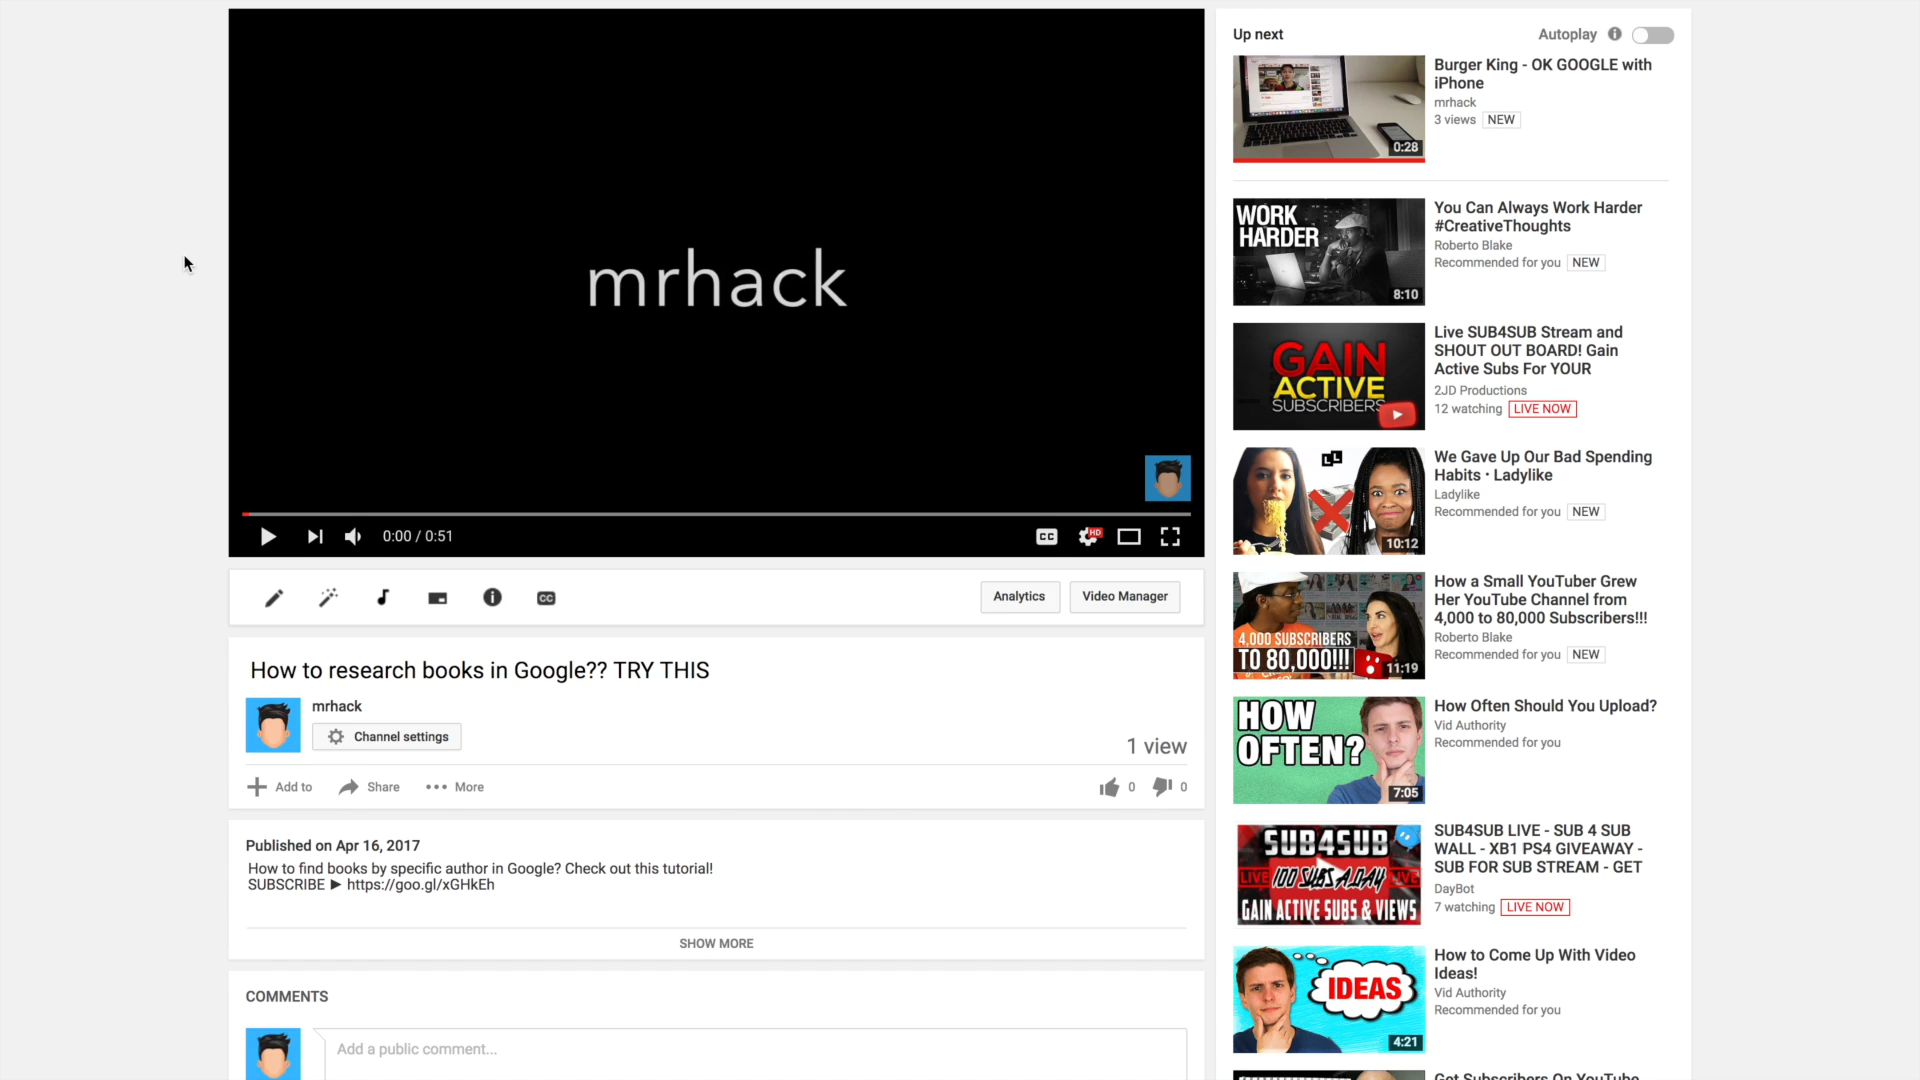 mrhack
0:00 / 0:51
CC
HD
CC
Analytics
Video Manager
How to research books in Google?? TRY THIS
mrhack
Channel settings
1 view
Add to
Share
More
0
0
Published on Apr 16, 2017
How to find books by specific author in Google? Check out this tutorial!
SUBSCRIBE ► https://goo.gl/xGHkEh
SHOW MORE
COMMENTS
Add a public comment...
Up next
Autoplay
0:28
Burger King - OK GOOGLE with
iPhone
mrhack
3 views NEW
WORK
HARDER
8:10
You Can Always Work Harder
#CreativeThoughts
Roberto Blake
Recommended for you NEW
GAIN
ACTIVE
SUBSCRIBERS
Live SUB4SUB Stream and
SHOUT OUT BOARD! Gain
Active Subs For YOUR
2JD Productions
12 watching LIVE NOW
LL
10:12
We Gave Up Our Bad Spending
Habits • Ladylike
Ladylike
Recommended for you NEW
4,000 SUBSCRIBERS
TO 80,000!!!
11:19
How a Small YouTuber Grew
Her YouTube Channel from
4,000 to 80,000 Subscribers!!!
Roberto Blake
Recommended for you NEW
HOW
OFTEN?
7:05
How Often Should You Upload?
Vid Authority
Recommended for you
SUB4SUB
LIVE 100 SUBS A DAY LIVE
GAIN ACTIVE SUBS & VIEWS
SUB4SUB LIVE - SUB 4 SUB
WALL - XB1 PS4 GIVEAWAY -
SUB FOR SUB STREAM - GET
DayBot
7 watching LIVE NOW
IDEAS
4:21
How to Come Up With Video
Ideas!
Vid Authority
Recommended for you
Get Subscribers On YouTube